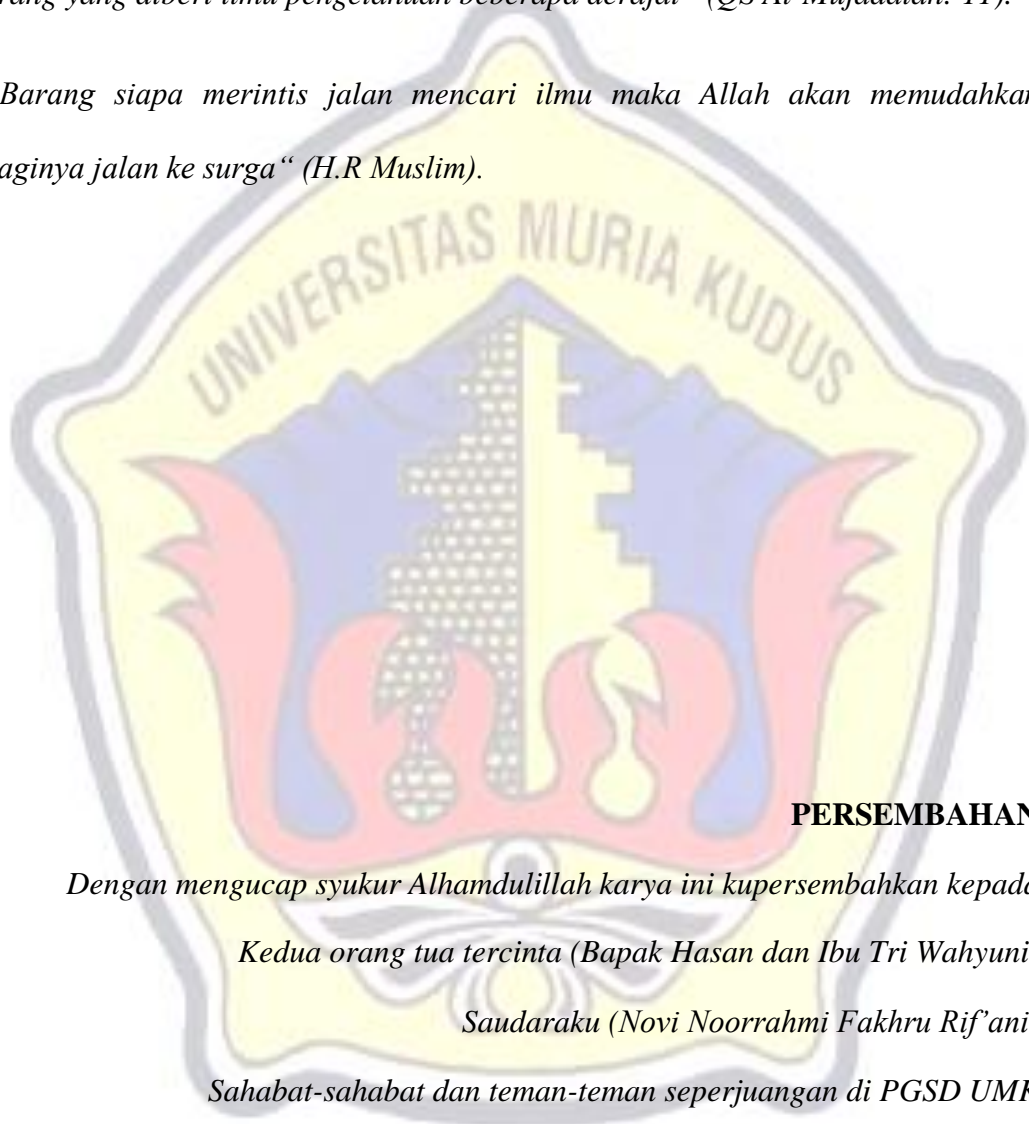 yang diberi ilmu pengetahuan beberapa derajat" (QS Al-Mujadalah: 11).
Barang siapa merintis jalan mencari ilmu maka Allah akan memudahkan
jalan ke surga“ (H.R Muslim).
UNIVERSITAS MURIA KUDUS
PERSEMBAHAN
Dengan mengucap syukur Alhamdulillah karya ini kupersembahkan kepada
Kedua orang tua tercinta (Bapak Hasan dan Ibu Tri Wahyuni
Saudaraku (Novi Noorrahmi Fakhru Rif’ani
Sahabat-sahabat dan teman-teman seperjuangan di PGSD UMK